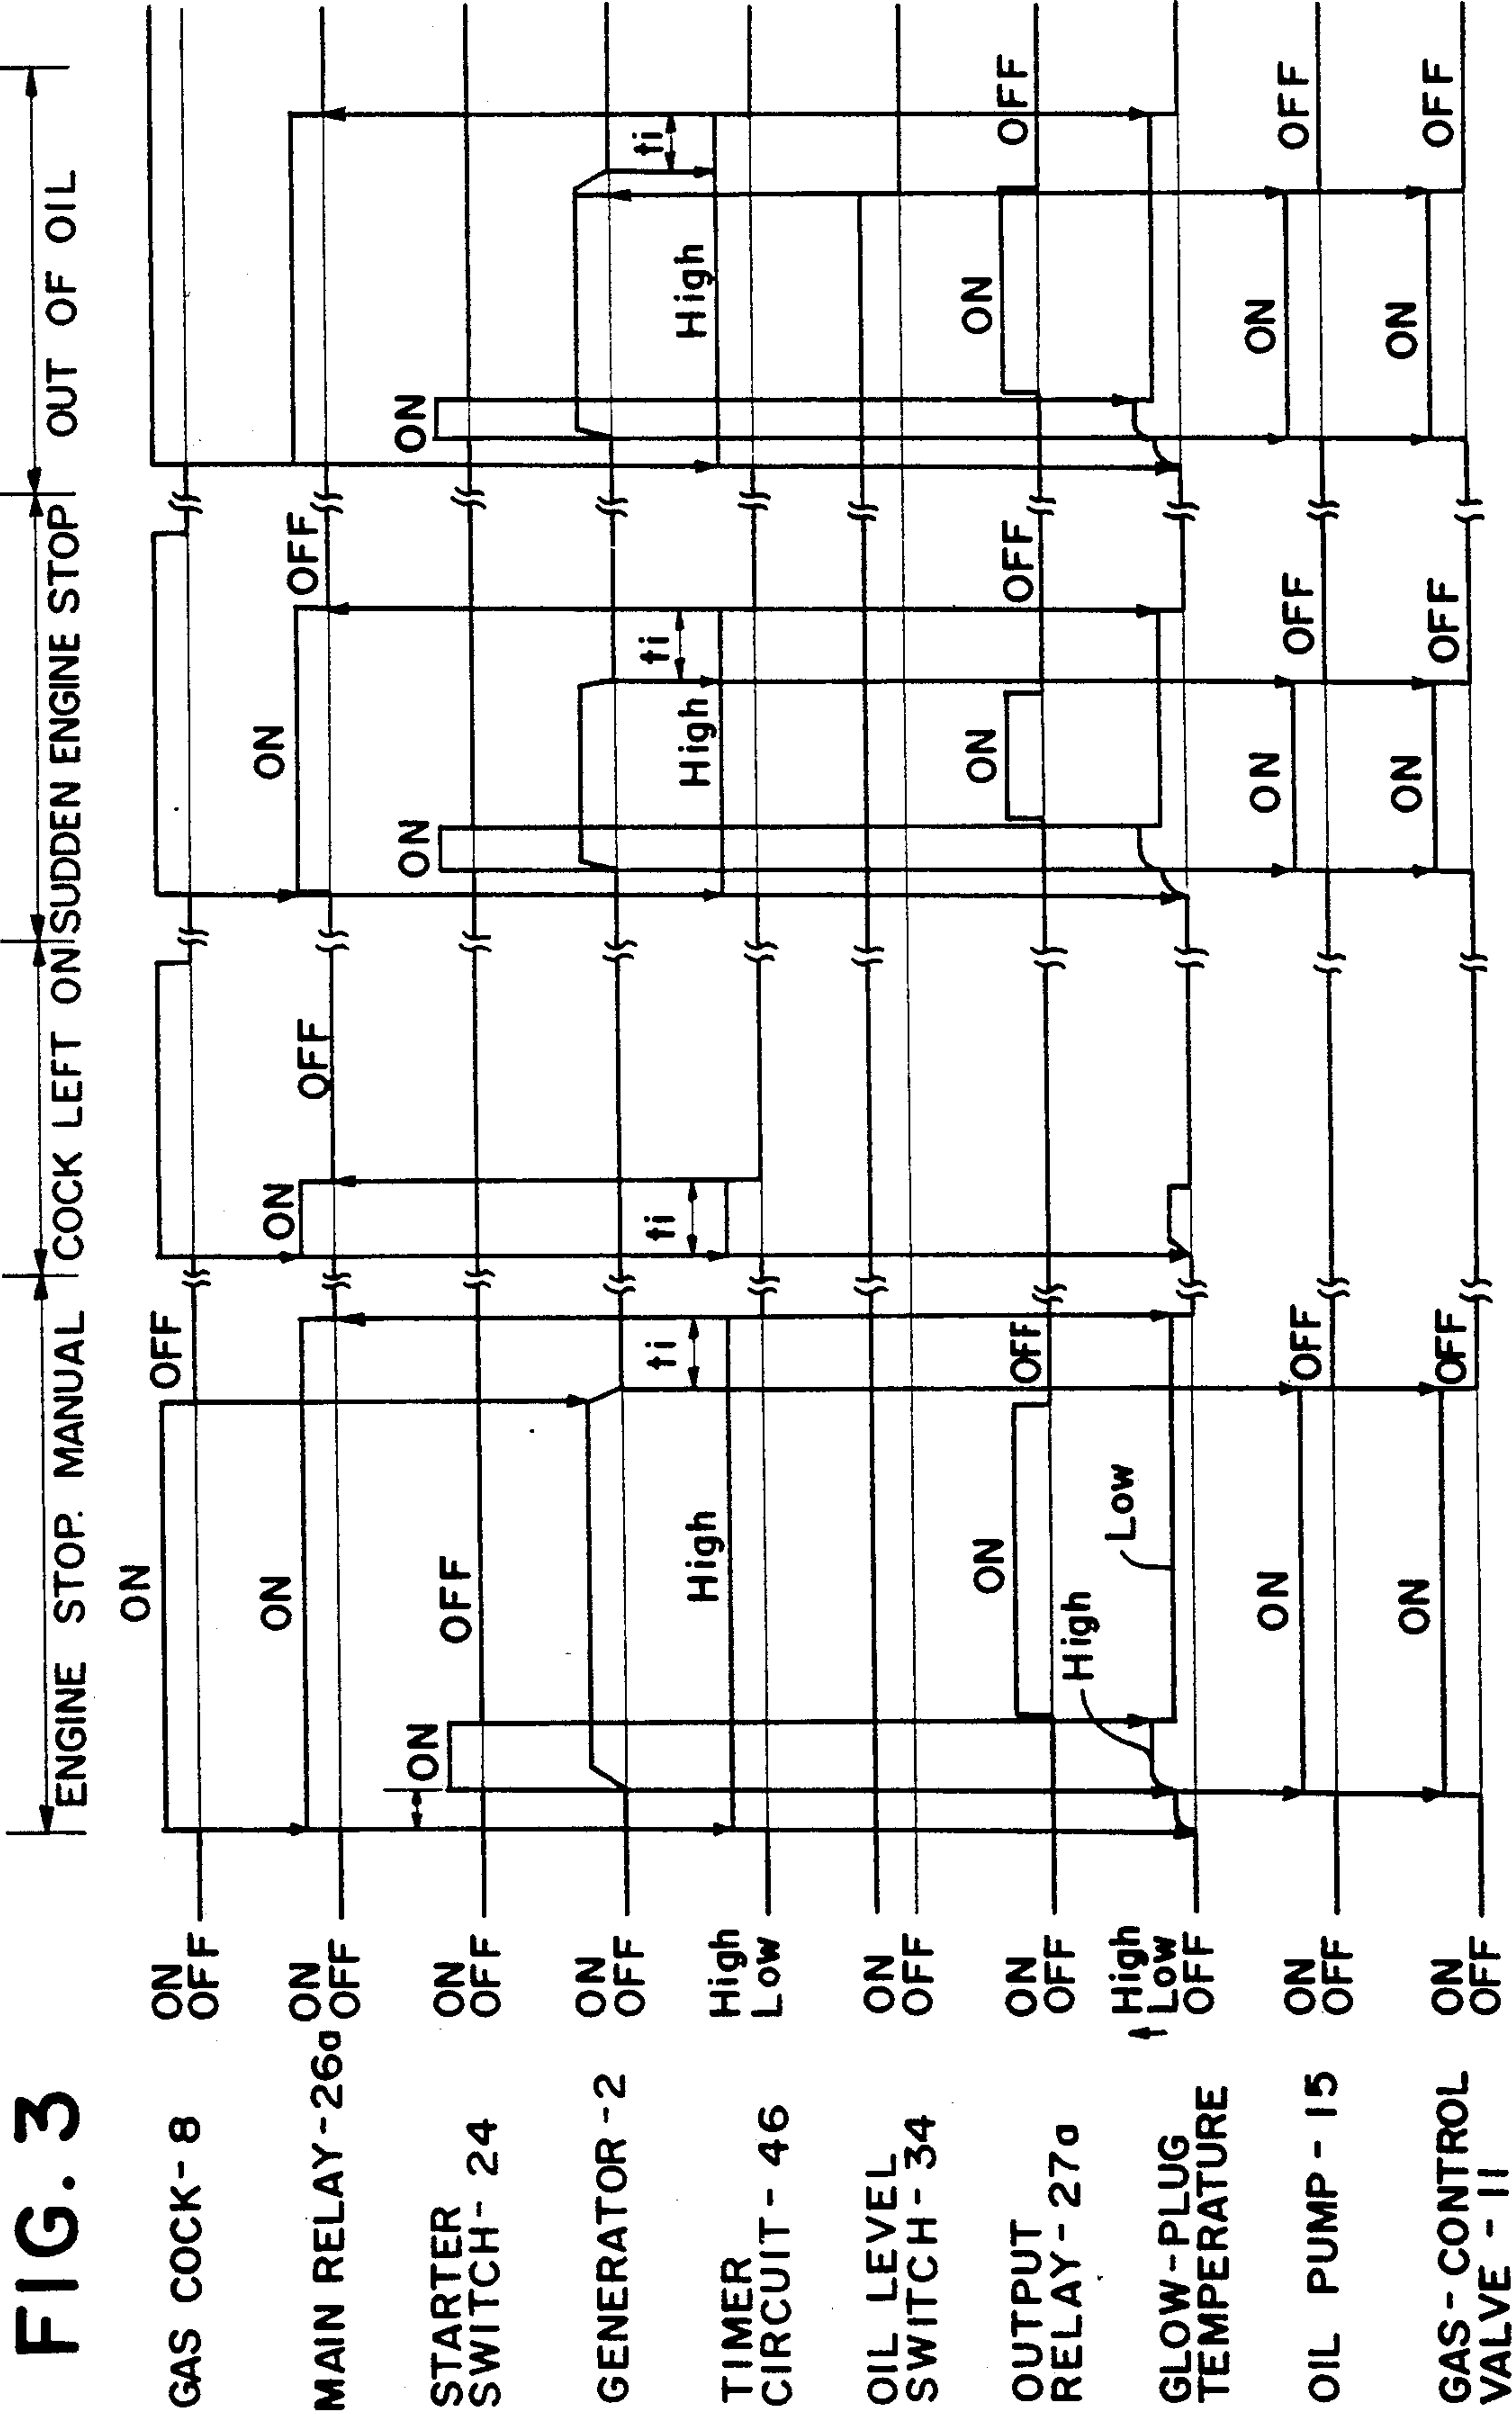 FIG. 3
ENGINE STOP. MANUAL
COCK LEFT ON
SUDDEN ENGINE STOP
OUT OF OIL
GAS COCK-8
ON
OFF
ON
OFF
MAIN RELAY-26a
ON
OFF
ON
ON
OFF
ON
OFF
STARTER
SWITCH-24
ON
OFF
ON
OFF
ON
ON
GENERATOR-2
ON
OFF
TIMER
CIRCUIT-46
High
Low
High
ti
ti
High
ti
High
ti
OIL LEVEL
SWITCH-34
ON
OFF
OUTPUT
RELAY-27a
ON
OFF
ON
OFF
ON
OFF
ON
OFF
GLOW-PLUG
TEMPERATURE
High
Low
OFF
High
Low
OIL PUMP-15
ON
OFF
ON
OFF
ON
OFF
ON
OFF
GAS-CONTROL
VALVE-11
ON
OFF
ON
OFF
ON
OFF
ON
OFF